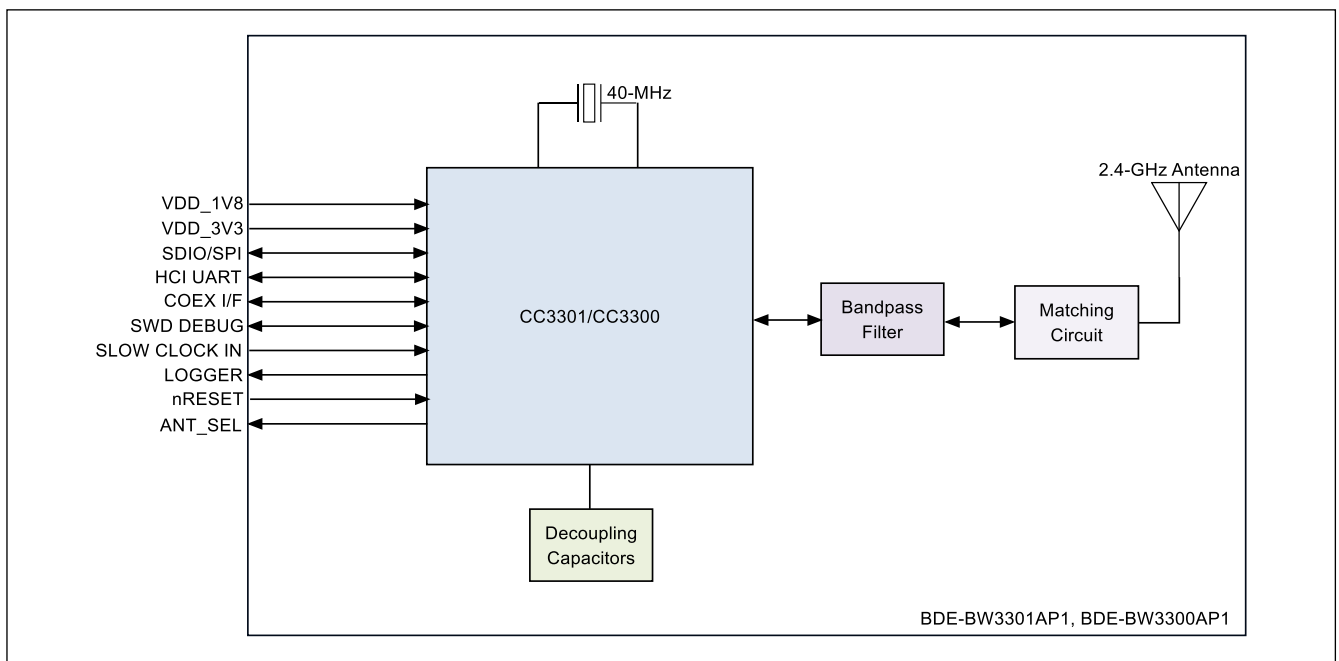 40-MHz
2.4-GHz Antenna
VDD_1V8
VDD_3V3
SDIO/SPI
HCI UART
COEX I/F
SWD DEBUG
SLOW CLOCK IN
LOGGER
nRESET
ANT_SEL
CC3301/CC3300
Bandpass
Filter
Matching
Circuit
Decoupling
Capacitors
BDE-BW3301AP1, BDE-BW3300AP1